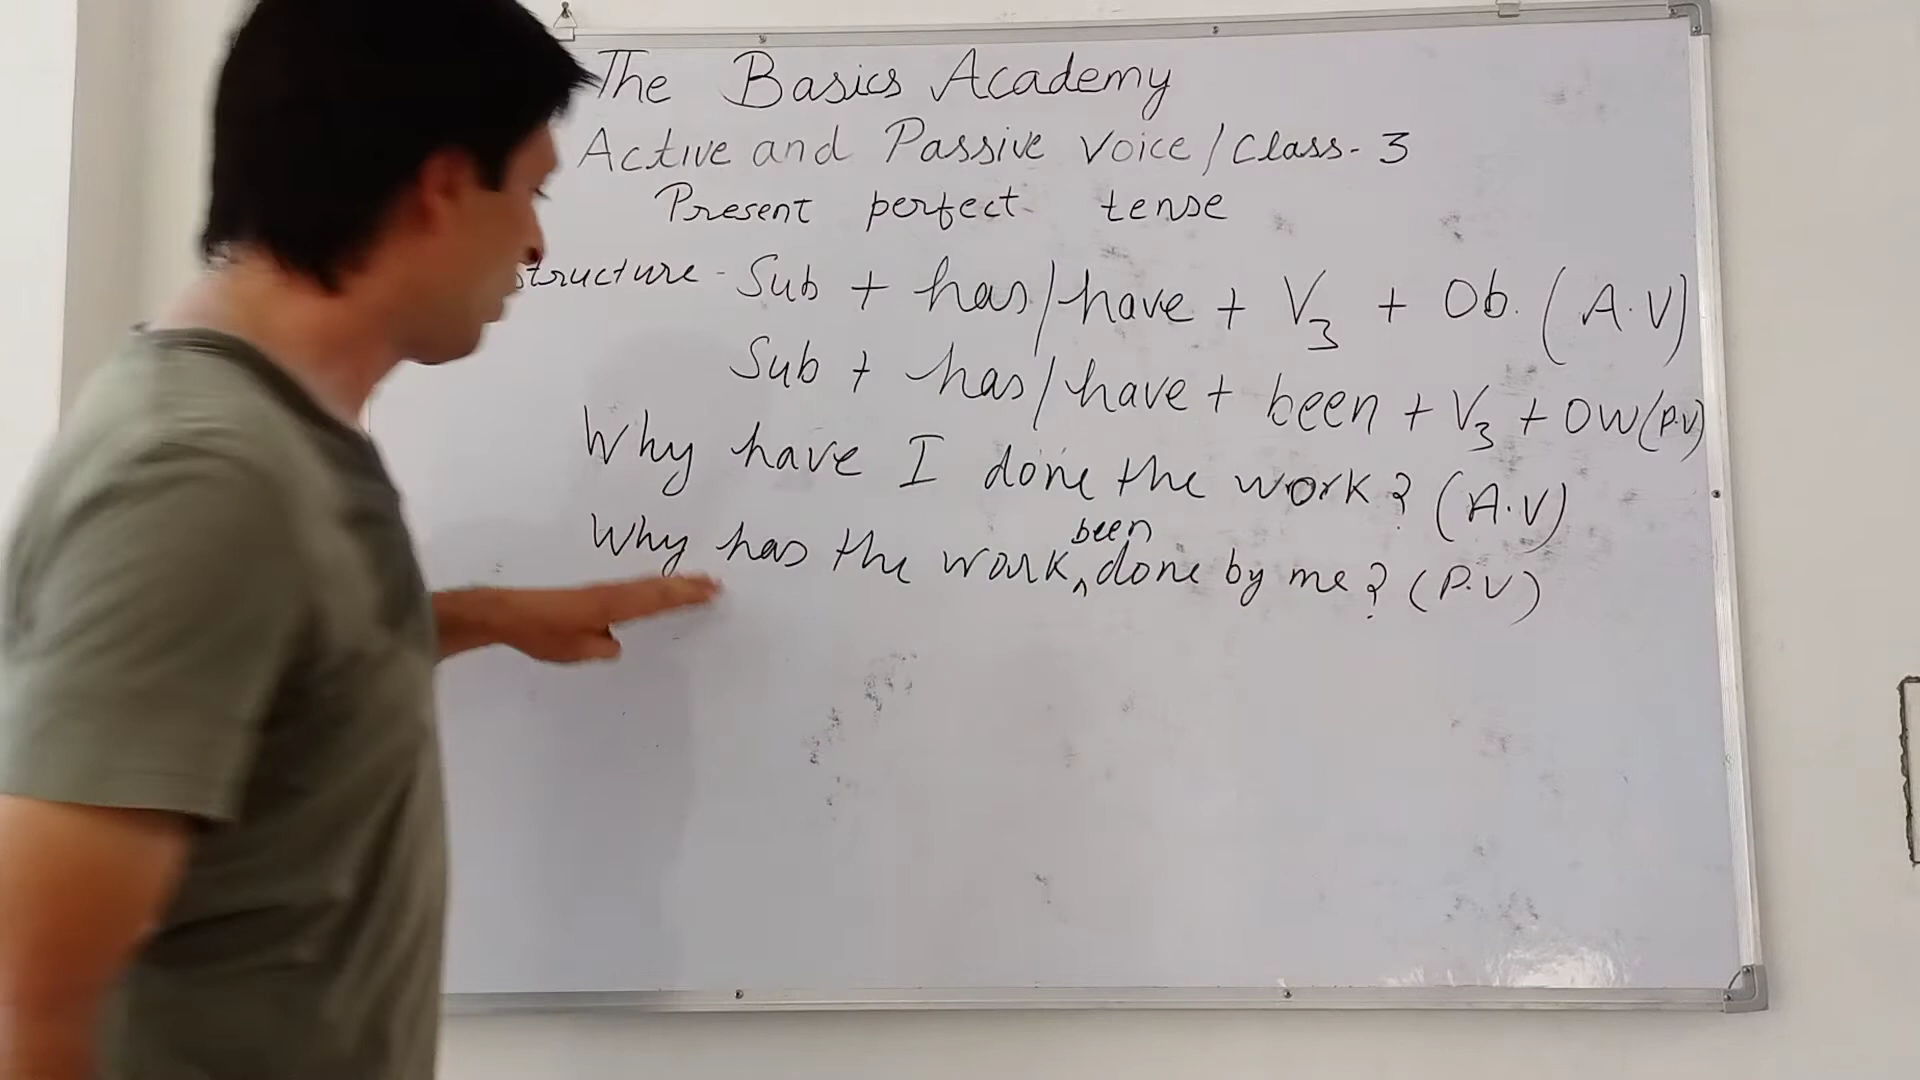 The Basics Academy
Active and Passive Voice / Class - 3
Present perfect tense
structure - Sub + has/have + V3 + Ob. (A.V)
Sub + has/have + been + V3 + OW (P.V)
Why have I done the work? (A.V)
Why has the work been done by me? (P.V)